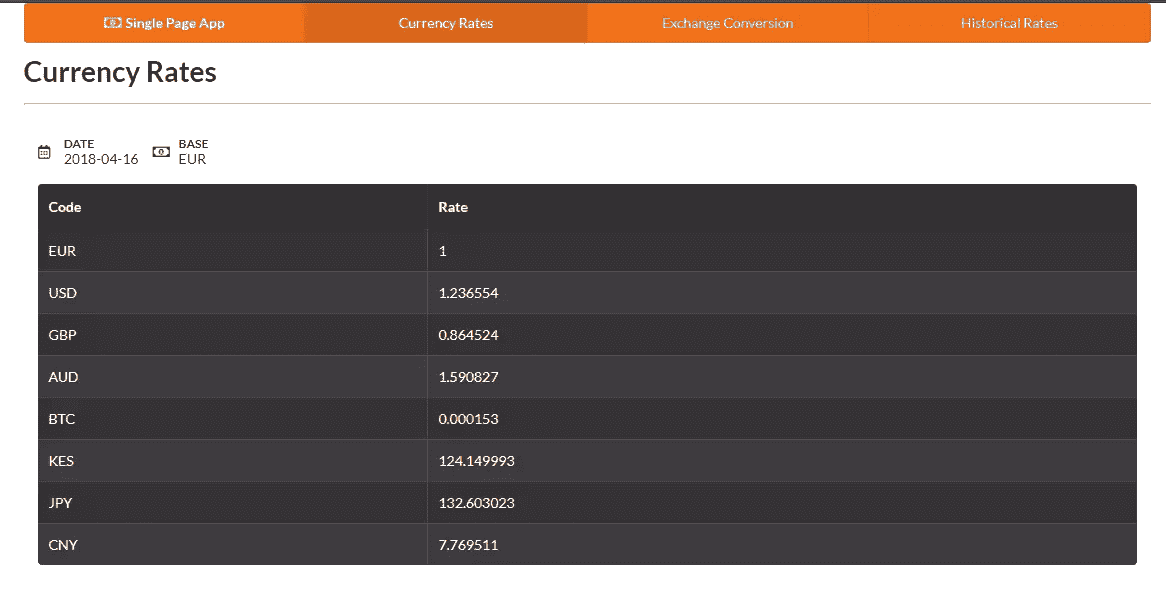 Single Page App Currency Rates Exchange Conversion Historical Rates
Currency Rates
DATE BASE
2018-04-16 EUR
Code Rate
EUR 1
USD 1.236554
GBP 0.864524
AUD 1.590827
BTC 0.000153
KES 124.149993
JPY 132.603023
CNY 7.769511